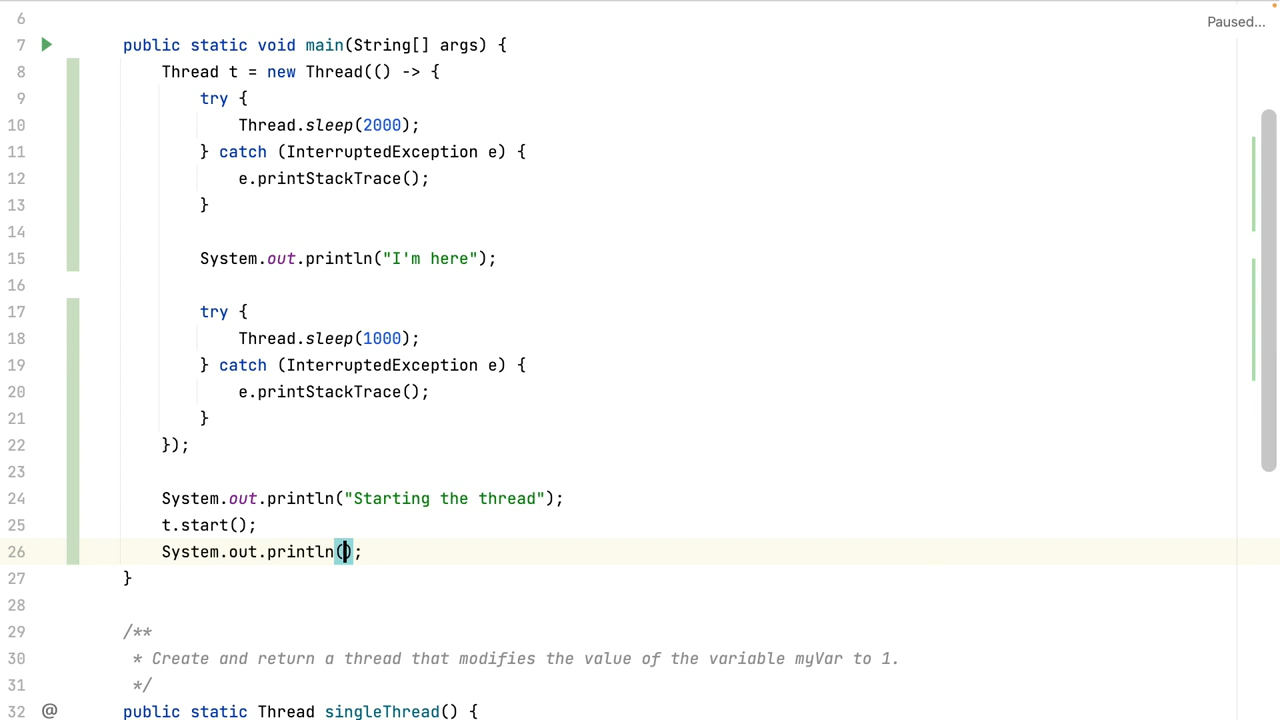 6
Paused...
7 public static void main(String[] args) {
8 Thread t = new Thread(() -> {
9 try {
10 Thread.sleep(2000);
11 } catch (InterruptedException e) {
12 e.printStackTrace();
13 }
14
15 System.out.println("I'm here");
16
17 try {
18 Thread.sleep(1000);
19 } catch (InterruptedException e) {
20 e.printStackTrace();
21 }
22 });
23
24 System.out.println("Starting the thread");
25 t.start();
26 System.out.println();
27 }
28
29 /**
30 * Create and return a thread that modifies the value of the variable myVar to 1.
31 */
32 @ public static Thread singleThread() {